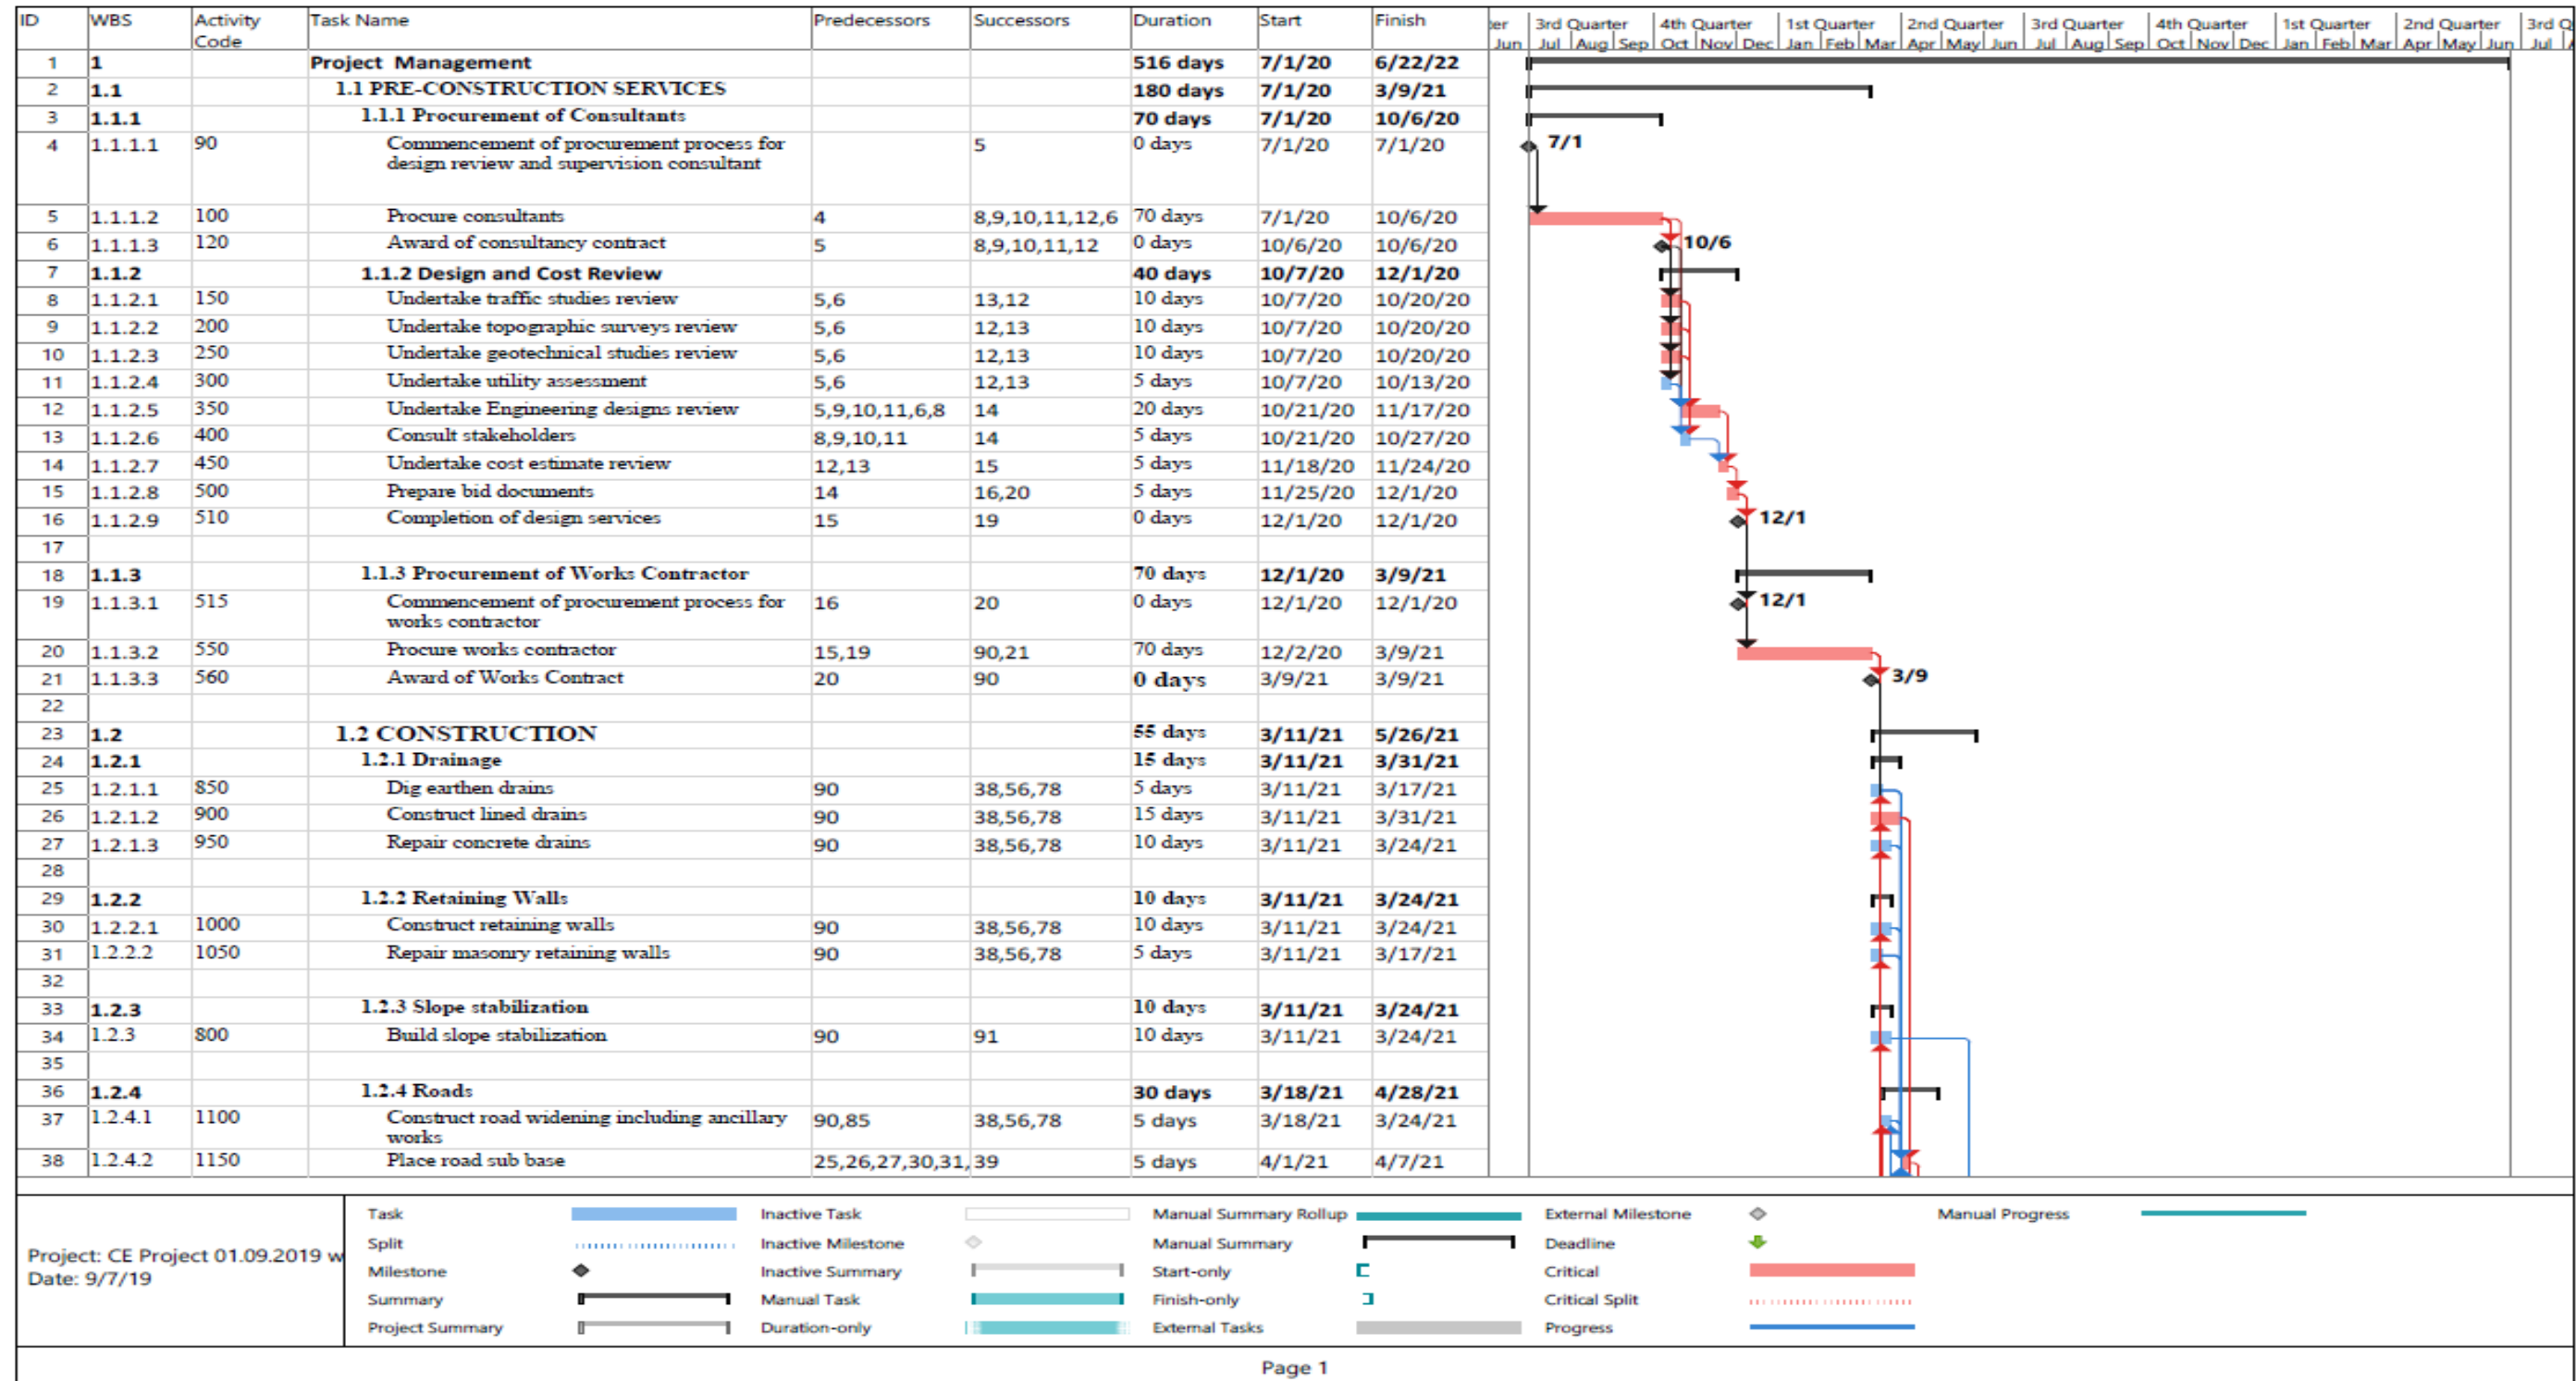 ID WBS Activity Code Task Name Predecessors Successors Duration Start Finish
er 3rd Quarter 4th Quarter 1st Quarter 2nd Quarter 3rd Quarter 4th Quarter 1st Quarter 2nd Quarter 3rd Q
Jun Jul Aug Sep Oct Nov Dec Jan Feb Mar Apr May Jun Jul Aug Sep Oct Nov Dec Jan Feb Mar Apr May Jun Jul
1 1 Project Management 516 days 7/1/20 6/22/22
2 1.1 1.1 PRE-CONSTRUCTION SERVICES 180 days 7/1/20 3/9/21
3 1.1.1 1.1.1 Procurement of Consultants 70 days 7/1/20 10/6/20
4 1.1.1.1 90 Commencement of procurement process for 5 0 days 7/1/20 7/1/20 7/1
design review and supervision consultant
5 1.1.1.2 100 Procure consultants 4 8,9,10,11,12,6 70 days 7/1/20 10/6/20
6 1.1.1.3 120 Award of consultancy contract 5 8,9,10,11,12 0 days 10/6/20 10/6/20 10/6
7 1.1.2 1.1.2 Design and Cost Review 40 days 10/7/20 12/1/20
8 1.1.2.1 150 Undertake traffic studies review 5,6 13,12 10 days 10/7/20 10/20/20
9 1.1.2.2 200 Undertake topographic surveys review 5,6 12,13 10 days 10/7/20 10/20/20
10 1.1.2.3 250 Undertake geotechnical studies review 5,6 12,13 10 days 10/7/20 10/20/20
11 1.1.2.4 300 Undertake utility assessment 5,6 12,13 5 days 10/7/20 10/13/20
12 1.1.2.5 350 Undertake Engineering designs review 5,9,10,11,6,8 14 20 days 10/21/20 11/17/20
13 1.1.2.6 400 Consult stakeholders 8,9,10,11 14 5 days 10/21/20 10/27/20
14 1.1.2.7 450 Undertake cost estimate review 12,13 15 5 days 11/18/20 11/24/20
15 1.1.2.8 500 Prepare bid documents 14 16,20 5 days 11/25/20 12/1/20
16 1.1.2.9 510 Completion of design services 15 19 0 days 12/1/20 12/1/20 12/1
17
18 1.1.3 1.1.3 Procurement of Works Contractor 70 days 12/1/20 3/9/21
19 1.1.3.1 515 Commencement of procurement process for 16 20 0 days 12/1/20 12/1/20 12/1
works contractor
20 1.1.3.2 550 Procure works contractor 15,19 90,21 70 days 12/2/20 3/9/21
21 1.1.3.3 560 Award of Works Contract 20 90 0 days 3/9/21 3/9/21 3/9
22
23 1.2 1.2 CONSTRUCTION 55 days 3/11/21 5/26/21
24 1.2.1 1.2.1 Drainage 15 days 3/11/21 3/31/21
25 1.2.1.1 850 Dig earthen drains 90 38,56,78 5 days 3/11/21 3/17/21
26 1.2.1.2 900 Construct lined drains 90 38,56,78 15 days 3/11/21 3/31/21
27 1.2.1.3 950 Repair concrete drains 90 38,56,78 10 days 3/11/21 3/24/21
28
29 1.2.2 1.2.2 Retaining Walls 10 days 3/11/21 3/24/21
30 1.2.2.1 1000 Construct retaining walls 90 38,56,78 10 days 3/11/21 3/24/21
31 1.2.2.2 1050 Repair masonry retaining walls 90 38,56,78 5 days 3/11/21 3/17/21
32
33 1.2.3 1.2.3 Slope stabilization 10 days 3/11/21 3/24/21
34 1.2.3 800 Build slope stabilization 90 91 10 days 3/11/21 3/24/21
35
36 1.2.4 1.2.4 Roads 30 days 3/18/21 4/28/21
37 1.2.4.1 1100 Construct road widening including ancillary 90,85 38,56,78 5 days 3/18/21 3/24/21
works
38 1.2.4.2 1150 Place road sub base 25,26,27,30,31, 39 5 days 4/1/21 4/7/21
Project: CE Project 01.09.2019 w
Date: 9/7/19
Task Inactive Task Manual Summary Rollup External Milestone Manual Progress
Split Inactive Milestone Manual Summary Deadline
Milestone Inactive Summary Start-only Critical
Summary Manual Task Finish-only Critical Split
Project Summary Duration-only External Tasks Progress
Page 1